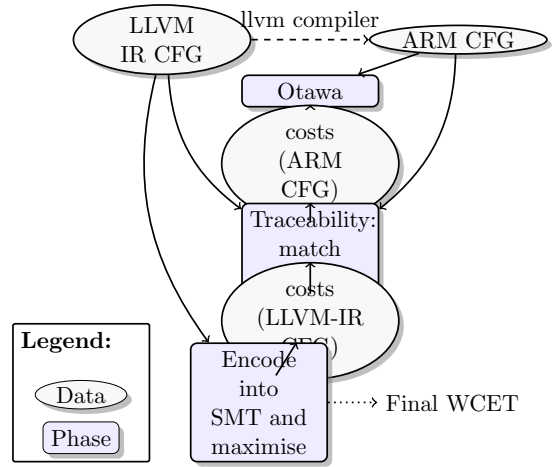 LLVM
IR CFG
llvm compiler
ARM CFG
Otawa
costs
(ARM
CFG)
Traceability:
match
costs
(LLVM-IR
CFG)
Encode
into
SMT and
maximise
Final WCET
Legend:
Data
Phase